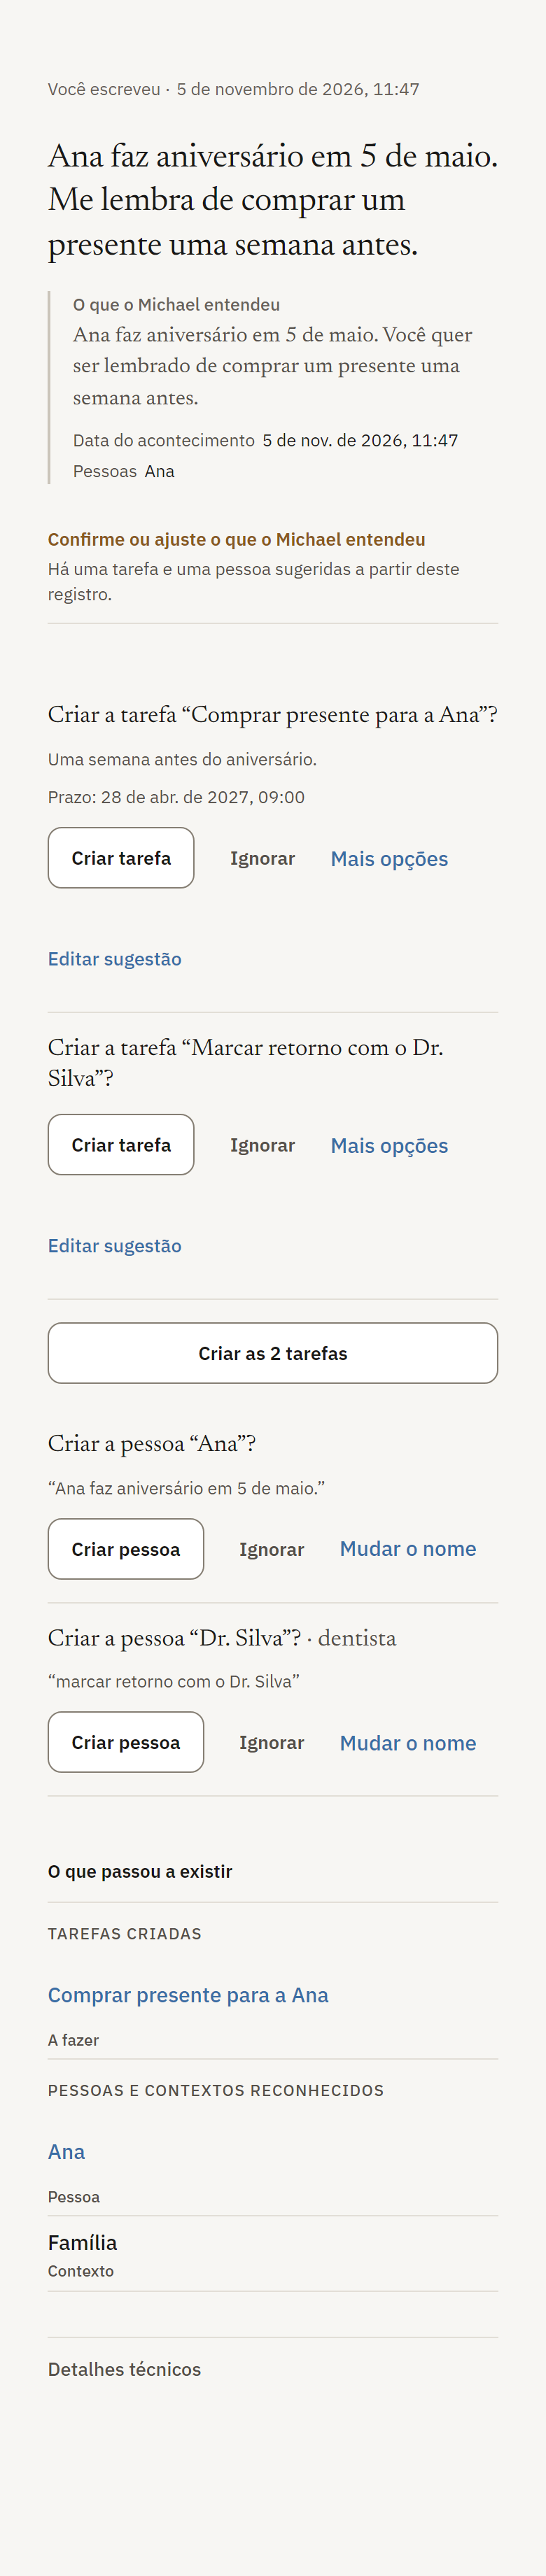 Você escreveu · 5 de novembro de 2026, 11:47
Ana faz aniversário em 5 de maio.
Me lembra de comprar um
presente uma semana antes.
O que o Michael entendeu
Ana faz aniversário em 5 de maio. Você quer
ser lembrado de comprar um presente uma
semana antes.
Data do acontecimento 5 de nov. de 2026, 11:47
Pessoas Ana
Confirme ou ajuste o que o Michael entendeu
Há uma tarefa e uma pessoa sugeridas a partir deste
registro.
Criar a tarefa “Comprar presente para a Ana”?
Uma semana antes do aniversário.
Prazo: 28 de abr. de 2027, 09:00
Criar tarefa Ignorar Mais opções
Editar sugestão
Criar a tarefa “Marcar retorno com o Dr.
Silva”?
Criar tarefa Ignorar Mais opções
Editar sugestão
Criar as 2 tarefas
Criar a pessoa “Ana”?
“Ana faz aniversário em 5 de maio.”
Criar pessoa Ignorar Mudar o nome
Criar a pessoa “Dr. Silva”? · dentista
“marcar retorno com o Dr. Silva”
Criar pessoa Ignorar Mudar o nome
O que passou a existir
TAREFAS CRIADAS
Comprar presente para a Ana
A fazer
PESSOAS E CONTEXTOS RECONHECIDOS
Ana
Pessoa
Família
Contexto
Detalhes técnicos